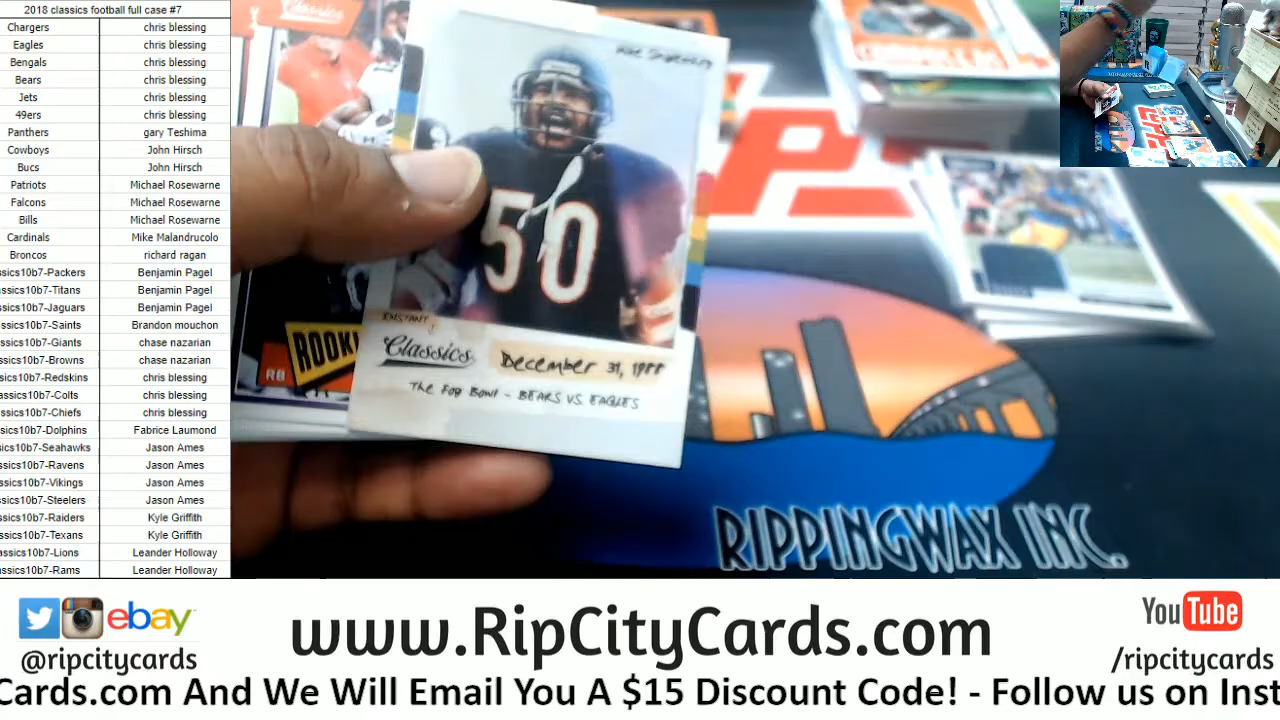 2018 classics football full case #7
Chargers chris blessing
Eagles chris blessing
Bengals chris blessing
Bears chris blessing
Jets chris blessing
49ers chris blessing
Panthers gary Teshima
Cowboys John Hirsch
Bucs John Hirsch
Patriots Michael Rosewarne
Falcons Michael Rosewarne
Bills Michael Rosewarne
Cardinals Mike Malandrucolo
Broncos richard ragan
ssics10b7-Packers Benjamin Pagel
ssics10b7-Titans Benjamin Pagel
ssics10b7-Jaguars Benjamin Pagel
ssics10b7-Saints Brandon mouchon
ssics10b7-Giants chase nazarian
ssics10b7-Browns chase nazarian
sics10b7-Redskins chris blessing
ssics10b7-Colts chris blessing
ssics10b7-Chiefs chris blessing
sics10b7-Dolphins Fabrice Laumond
sics10b7-Seahawks Jason Ames
ssics10b7-Ravens Jason Ames
ssics10b7-Vikings Jason Ames
ssics10b7-Steelers Jason Ames
ssics10b7-Raiders Kyle Griffith
ssics10b7-Texans Kyle Griffith
assics10b7-Lions Leander Holloway
assics10b7-Rams Leander Holloway
50
INSTANT
Classics
December 31, 1988
THE FOG BOWL - BEARS VS. EAGLES
RB
RIPPINGWAX INC.
ebay
@ripcitycards
www.RipCityCards.com
YouTube
/ripcitycards
Cards.com And We Will Email You A $15 Discount Code! - Follow us on Inst